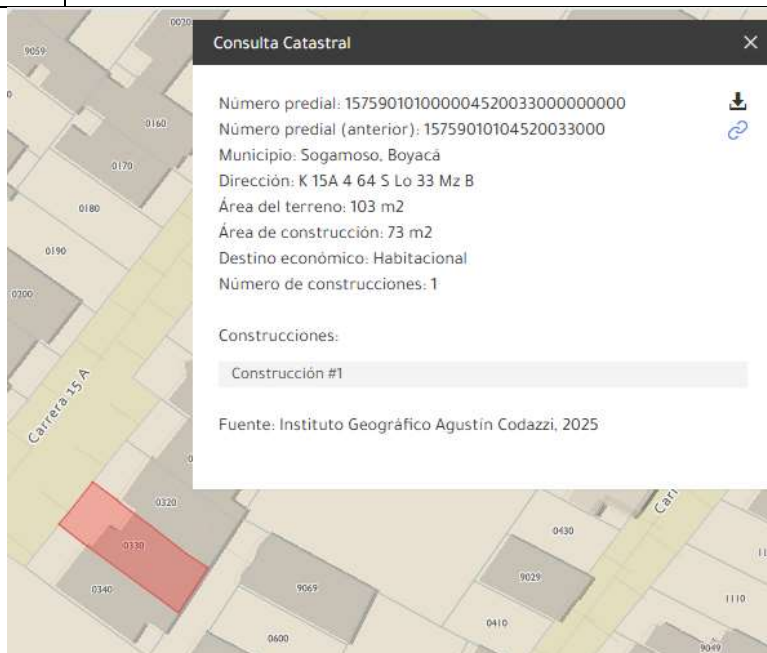 Consulta Catastral
Número predial: 157590101000004520033000000000
Número predial (anterior): 15759010104520033000
Municipio: Sogamoso, Boyacá
Dirección: K 15A 4 64 S Lo 33 Mz B
Área del terreno: 103 m2
Área de construcción: 73 m2
Destino económico: Habitacional
Número de construcciones: 1
Construcciones:
Construcción #1
Fuente: Instituto Geográfico Agustín Codazzi, 2025
0020
9059
0160
0170
0180
0190
0200
Carrera 15 A
0320
0330
0340
9069
0600
0430
9029
0410
1110
9049